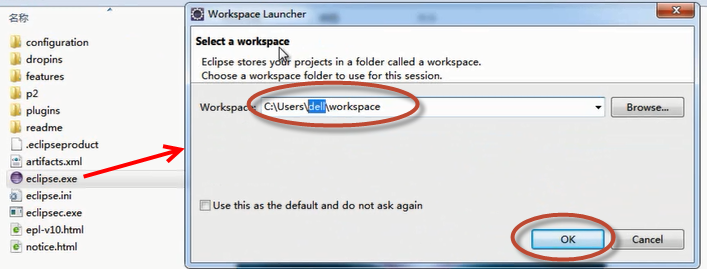 名称
configuration
dropins
features
p2
plugins
readme
.eclipseproduct
artifacts.xml
eclipse.exe
eclipse.ini
eclipsec.exe
epl-v10.html
notice.html
Workspace Launcher
Select a workspace
Eclipse stores your projects in a folder called a workspace.
Choose a workspace folder to use for this session.
Workspace: C:\Users\dell\workspace Browse...
Use this as the default and do not ask again
OK Cancel